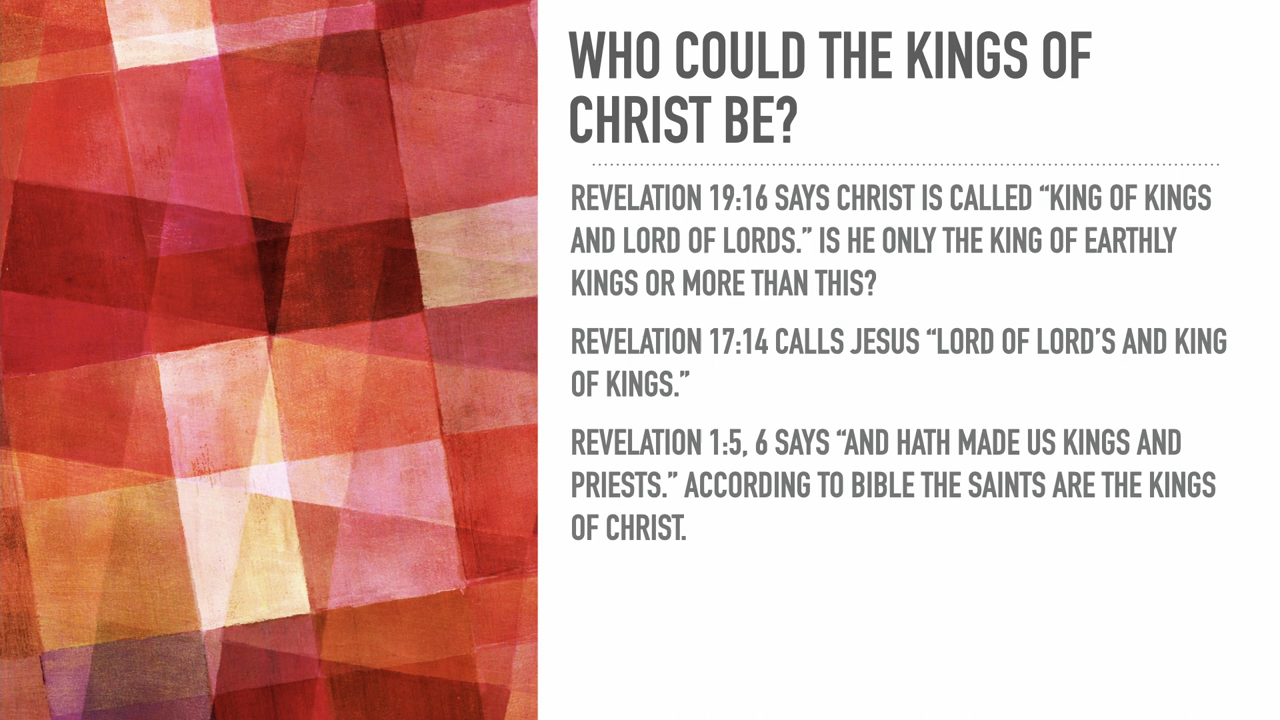 WHO COULD THE KINGS OF
CHRIST BE?
REVELATION 19:16 SAYS CHRIST IS CALLED “KING OF KINGS
AND LORD OF LORDS.” IS HE ONLY THE KING OF EARTHLY
KINGS OR MORE THAN THIS?
REVELATION 17:14 CALLS JESUS “LORD OF LORD’S AND KING
OF KINGS.”
REVELATION 1:5, 6 SAYS “AND HATH MADE US KINGS AND
PRIESTS.” ACCORDING TO BIBLE THE SAINTS ARE THE KINGS
OF CHRIST.